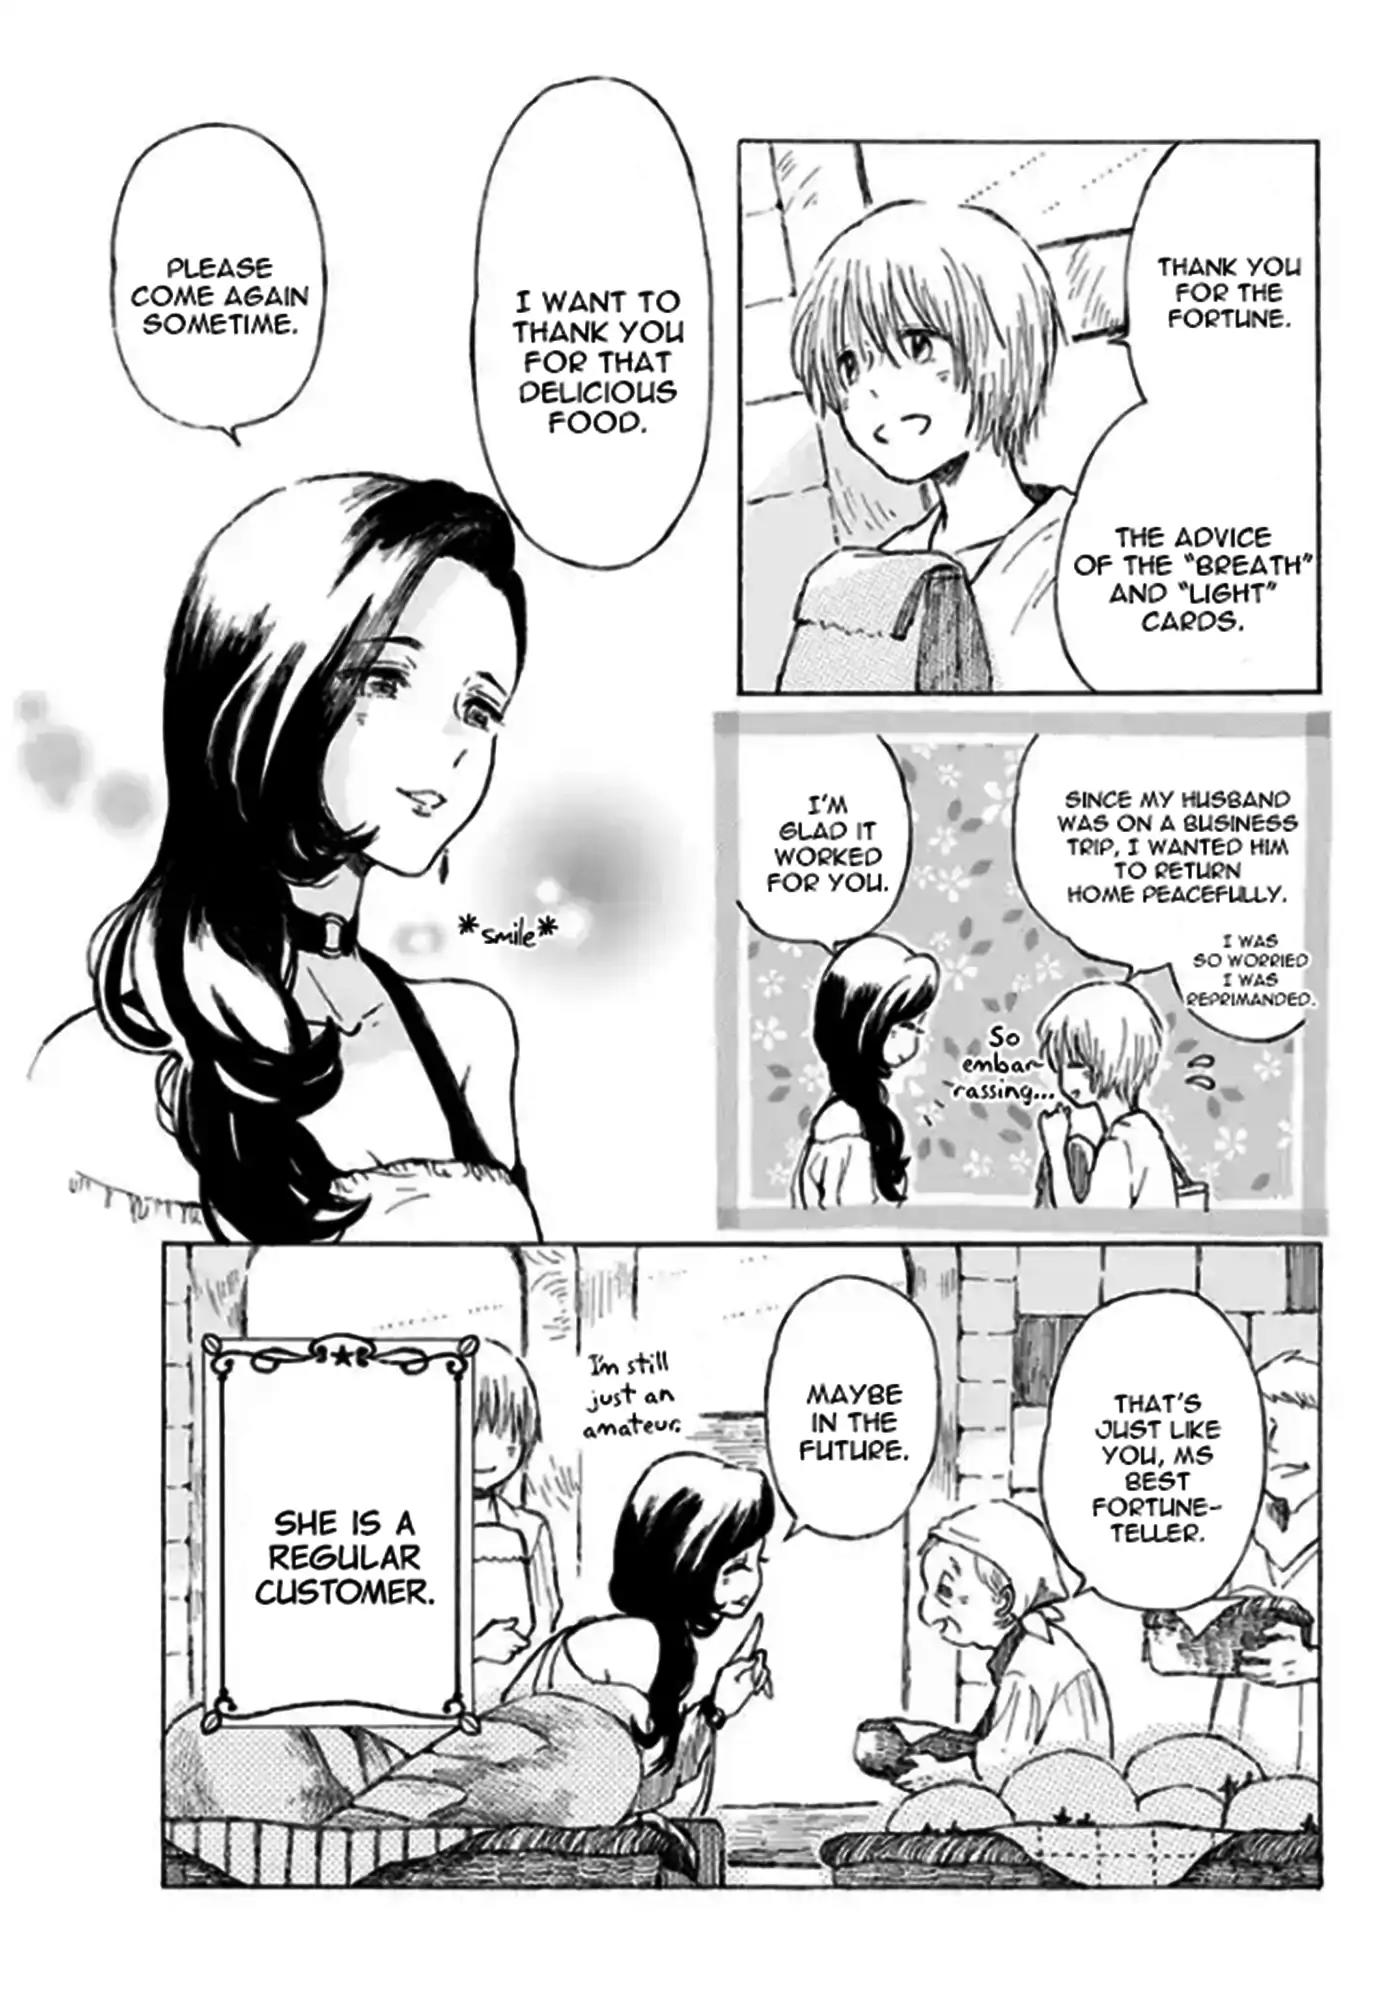 THANK YOU
FOR THE
FORTUNE.
THE ADVICE
OF THE "BREATH"
AND "LIGHT"
CARDS.
I WANT TO
THANK YOU
FOR THAT
DELICIOUS
FOOD.
PLEASE
COME AGAIN
SOMETIME.
*smile*
SINCE MY HUSBAND
WAS ON A BUSINESS
TRIP, I WANTED HIM
TO RETURN
HOME PEACEFULLY.
I WAS
SO WORRIED
I WAS
REPRIMANDED.
So
embar-
rassing...
I'M
GLAD IT
WORKED
FOR YOU.
THAT'S
JUST LIKE
YOU, MS
BEST
FORTUNE-
TELLER.
MAYBE
IN THE
FUTURE.
I'm still
just an
amateur.
SHE IS A
REGULAR
CUSTOMER.